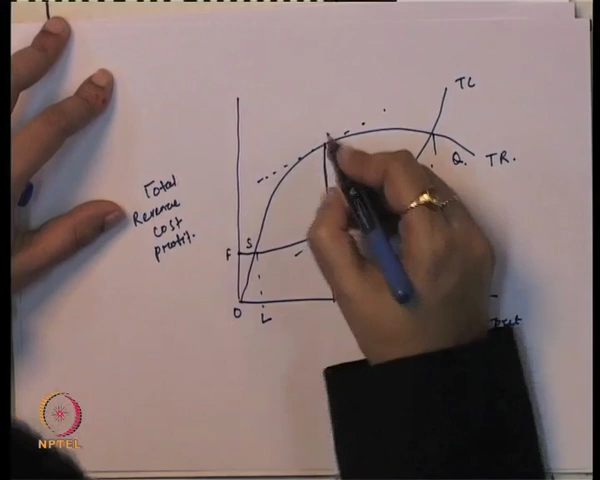 TC
Q.
TR.
Total
Revenue
cost
profit.
F
S
O
L
NPTEL